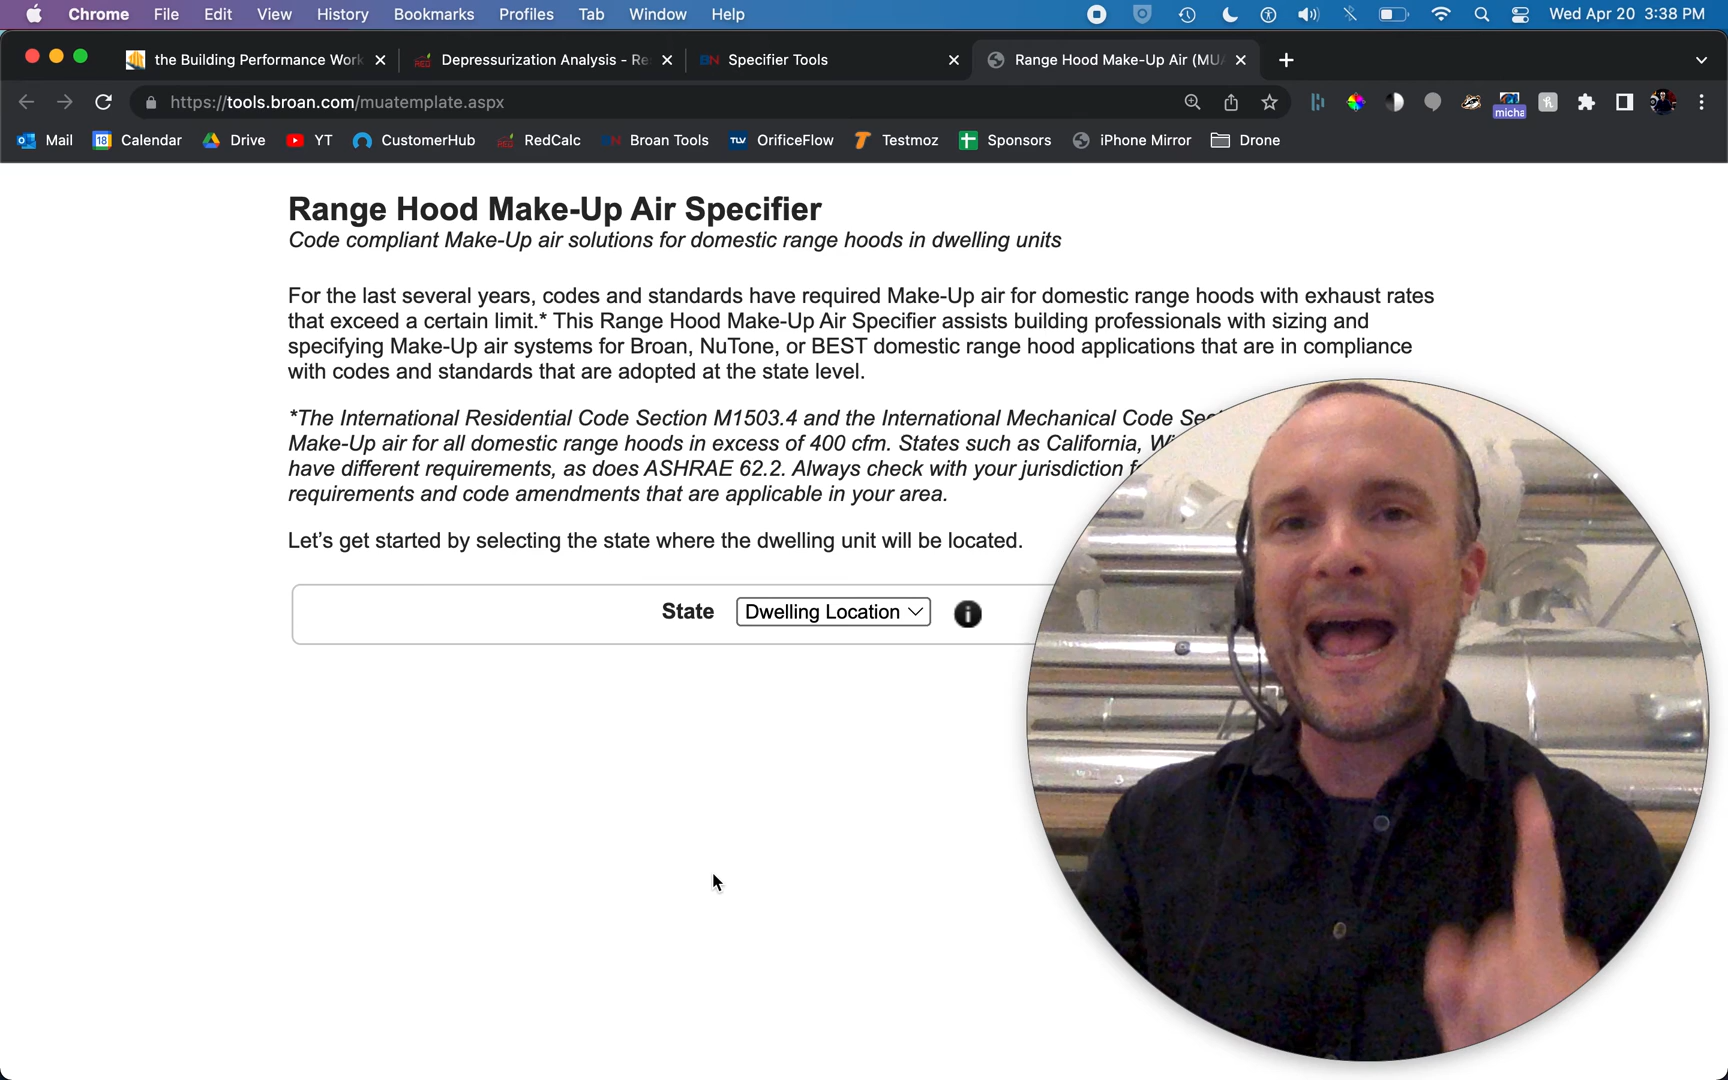 Chrome File Edit View History Bookmarks Profiles Tab Window Help Wed Apr 20 3:38 PM
the Building Performance Work Depressurization Analysis - Re Specifier Tools Range Hood Make-Up Air (MUA
https://tools.broan.com/muatemplate.aspx micha
Mail Calendar Drive YT CustomerHub RedCalc Broan Tools OrificeFlow Testmoz Sponsors iPhone Mirror Drone
Range Hood Make-Up Air Specifier
Code compliant Make-Up air solutions for domestic range hoods in dwelling units
For the last several years, codes and standards have required Make-Up air for domestic range hoods with exhaust rates
that exceed a certain limit.* This Range Hood Make-Up Air Specifier assists building professionals with sizing and
specifying Make-Up air systems for Broan, NuTone, or BEST domestic range hood applications that are in compliance
with codes and standards that are adopted at the state level.
*The International Residential Code Section M1503.4 and the International Mechanical Code
Make-Up air for all domestic range hoods in excess of 400 cfm. States such as California,
have different requirements, as does ASHRAE 62.2. Always check with your jurisdiction
requirements and code amendments that are applicable in your area.
Let's get started by selecting the state where the dwelling unit will be located.
State Dwelling Location